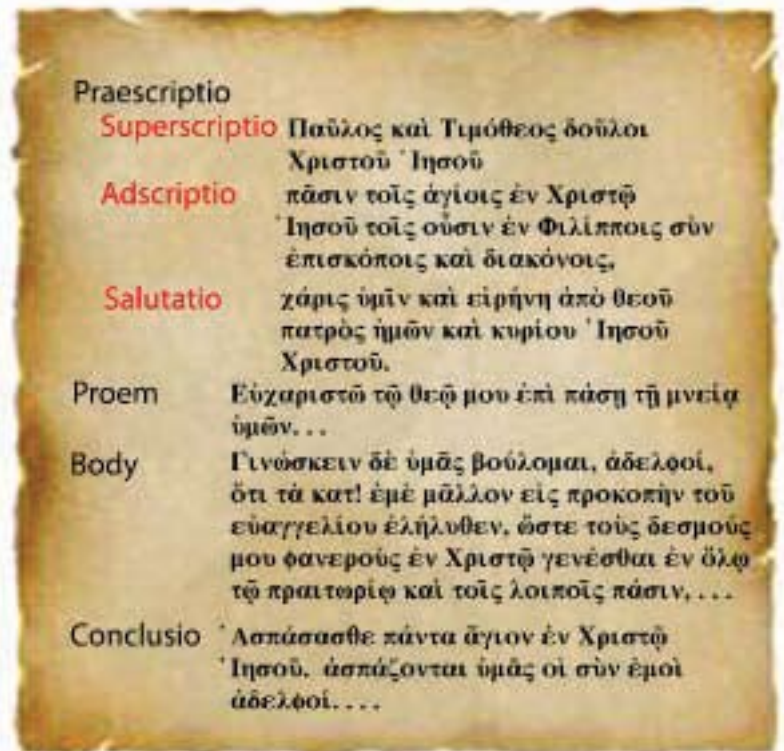 Praescriptio
Superscriptio Παῦλος καὶ Τιμόθεος δοῦλοι
Χριστοῦ Ἰησοῦ
Adscriptio πᾶσιν τοῖς ἁγίοις ἐν Χριστῷ
Ἰησοῦ τοῖς οὖσιν ἐν Φιλίπποις σὺν
ἐπισκόποις καὶ διακόνοις,
Salutatio χάρις ὑμῖν καὶ εἰρήνη ἀπὸ θεοῦ
πατρὸς ἡμῶν καὶ κυρίου Ἰησοῦ
Χριστοῦ.
Proem Εὐχαριστῶ τῷ θεῷ μου ἐπὶ πάσῃ τῇ μνείᾳ
ὑμῶν...
Body Γινώσκειν δὲ ὑμᾶς βούλομαι, ἀδελφοί,
ὅτι τὰ κατ! ἐμὲ μᾶλλον εἰς προκοπὴν τοῦ
εὐαγγελίου ἐλήλυθεν, ὥστε τοὺς δεσμούς
μου φανεροὺς ἐν Χριστῷ γενέσθαι ἐν ὅλῳ
τῷ πραιτωρίῳ καὶ τοῖς λοιποῖς πᾶσιν, ...
Conclusio Ἀσπάσασθε πάντα ἅγιον ἐν Χριστῷ
Ἰησοῦ. ἀσπάζονται ὑμᾶς οἱ σὺν ἐμοὶ
ἀδελφοί....